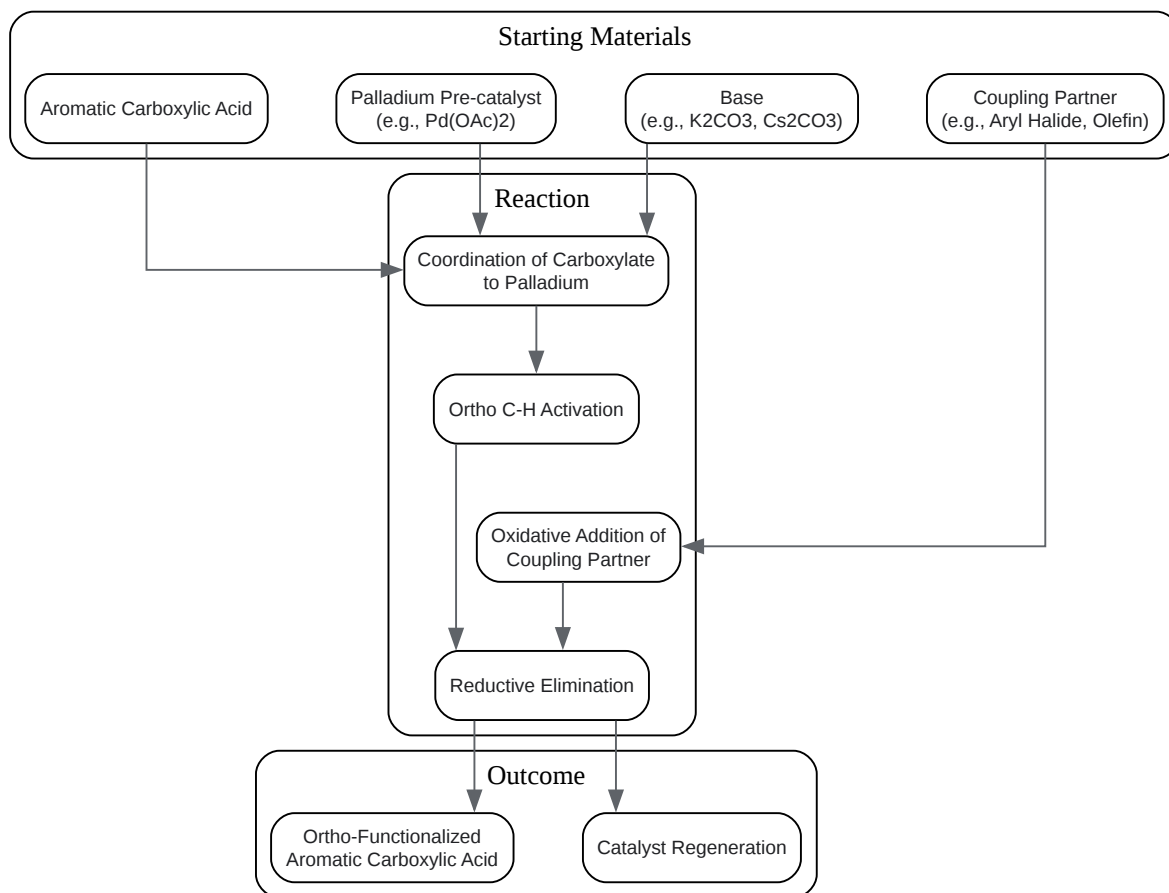 Starting Materials
Aromatic Carboxylic Acid
Palladium Pre-catalyst
(e.g., Pd(OAc)2)
Base
(e.g., K2CO3, Cs2CO3)
Coupling Partner
(e.g., Aryl Halide, Olefin)
Reaction
Coordination of Carboxylate
to Palladium
Ortho C-H Activation
Oxidative Addition of
Coupling Partner
Reductive Elimination
Outcome
Ortho-Functionalized
Aromatic Carboxylic Acid
Catalyst Regeneration